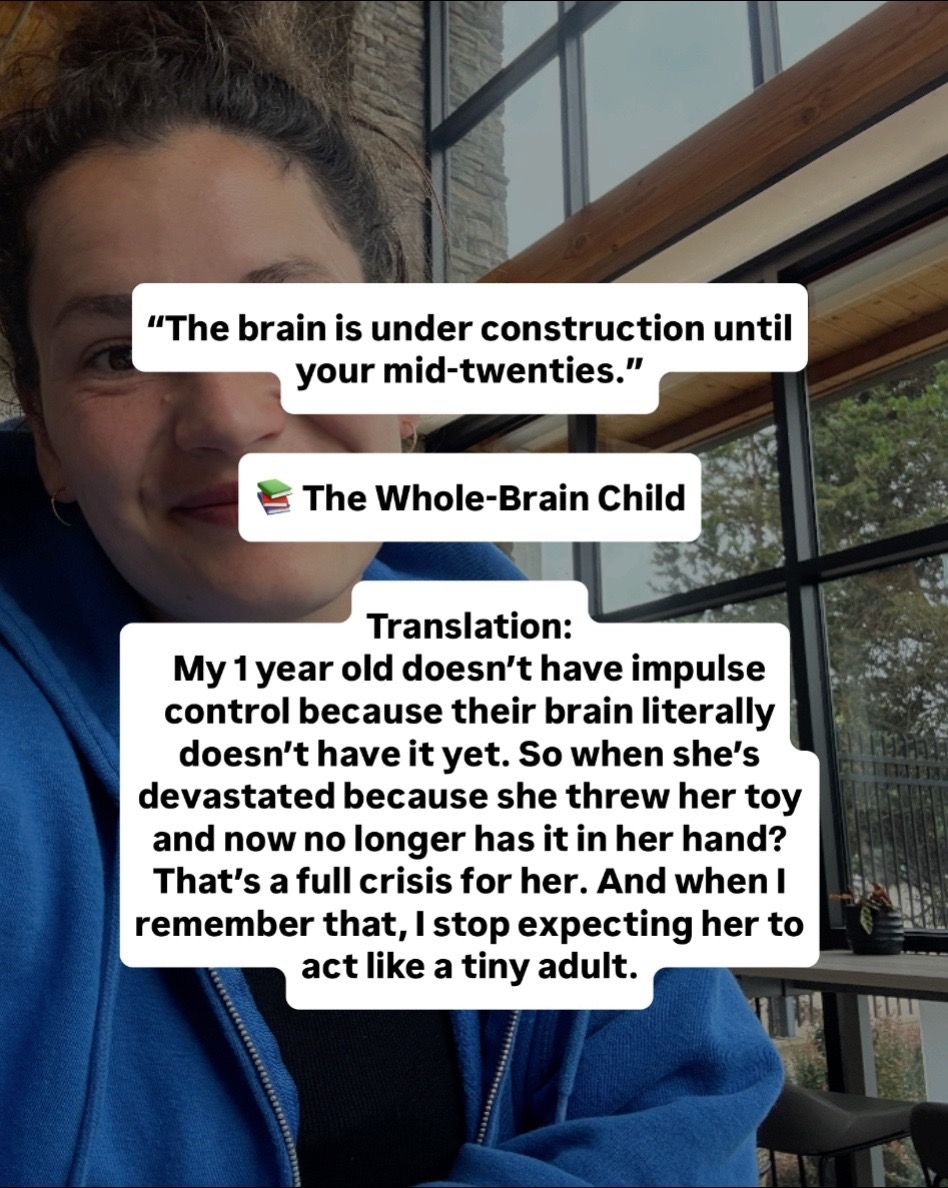 “The brain is under construction until
your mid-twenties.”
📚 The Whole-Brain Child
Translation:
My 1 year old doesn’t have impulse
control because their brain literally
doesn’t have it yet. So when she’s
devastated because she threw her toy
and now no longer has it in her hand?
That’s a full crisis for her. And when I
remember that, I stop expecting her to
act like a tiny adult.